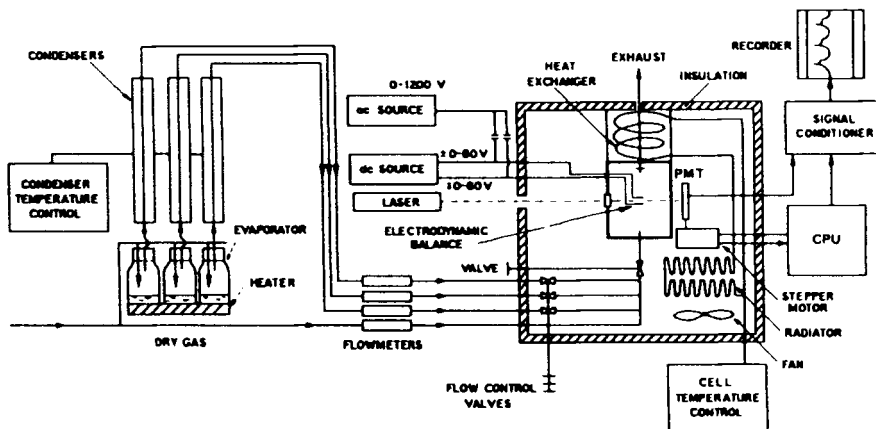 CONDENSERS
CONDENSER
TEMPERATURE
CONTROL
EVAPORATOR
HEATER
DRY GAS
FLOWMETERS
0-1200 V
ac SOURCE
±0-80V
dc SOURCE
±0-80V
LASER
ELECTRODYNAMIC
BALANCE
VALVE
FLOW CONTROL
VALVES
HEAT
EXCHANGER
EXHAUST
INSULATION
PMT
RECORDER
SIGNAL
CONDITIONER
CPU
STEPPER
MOTOR
RADIATOR
FAN
CELL
TEMPERATURE
CONTROL